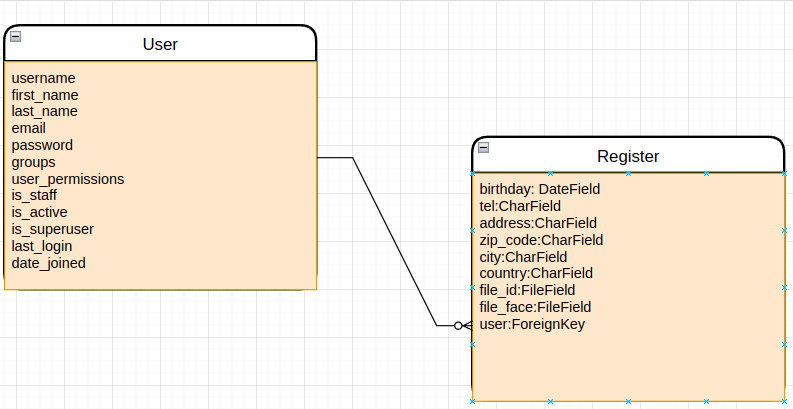 User
username
first_name
last_name
email
password
groups
user_permissions
is_staff
is_active
is_superuser
last_login
date_joined
Register
birthday: DateField
tel:CharField
address:CharField
zip_code:CharField
city:CharField
country:CharField
file_id:FileField
file_face:FileField
user:ForeignKey